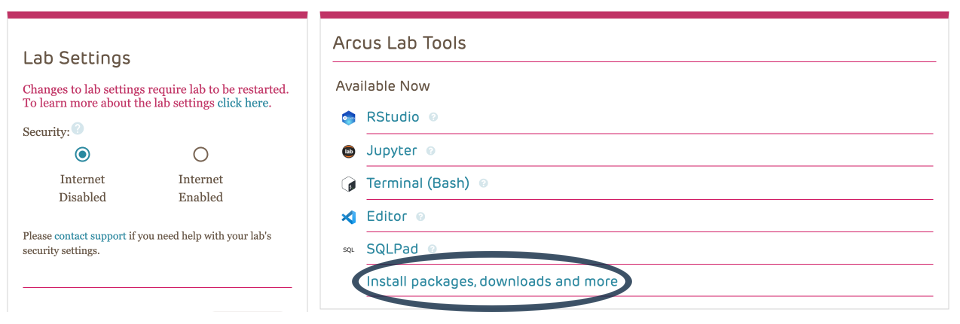 Lab Settings
Changes to lab settings require lab to be restarted.
To learn more about the lab settings click here.
Security: ?
Internet Disabled
Internet Enabled
Please contact support if you need help with your lab's
security settings.
Arcus Lab Tools
Available Now
RStudio ?
lab Jupyter ?
Terminal (Bash) ?
Editor ?
SQL SQLPad ?
Install packages, downloads and more